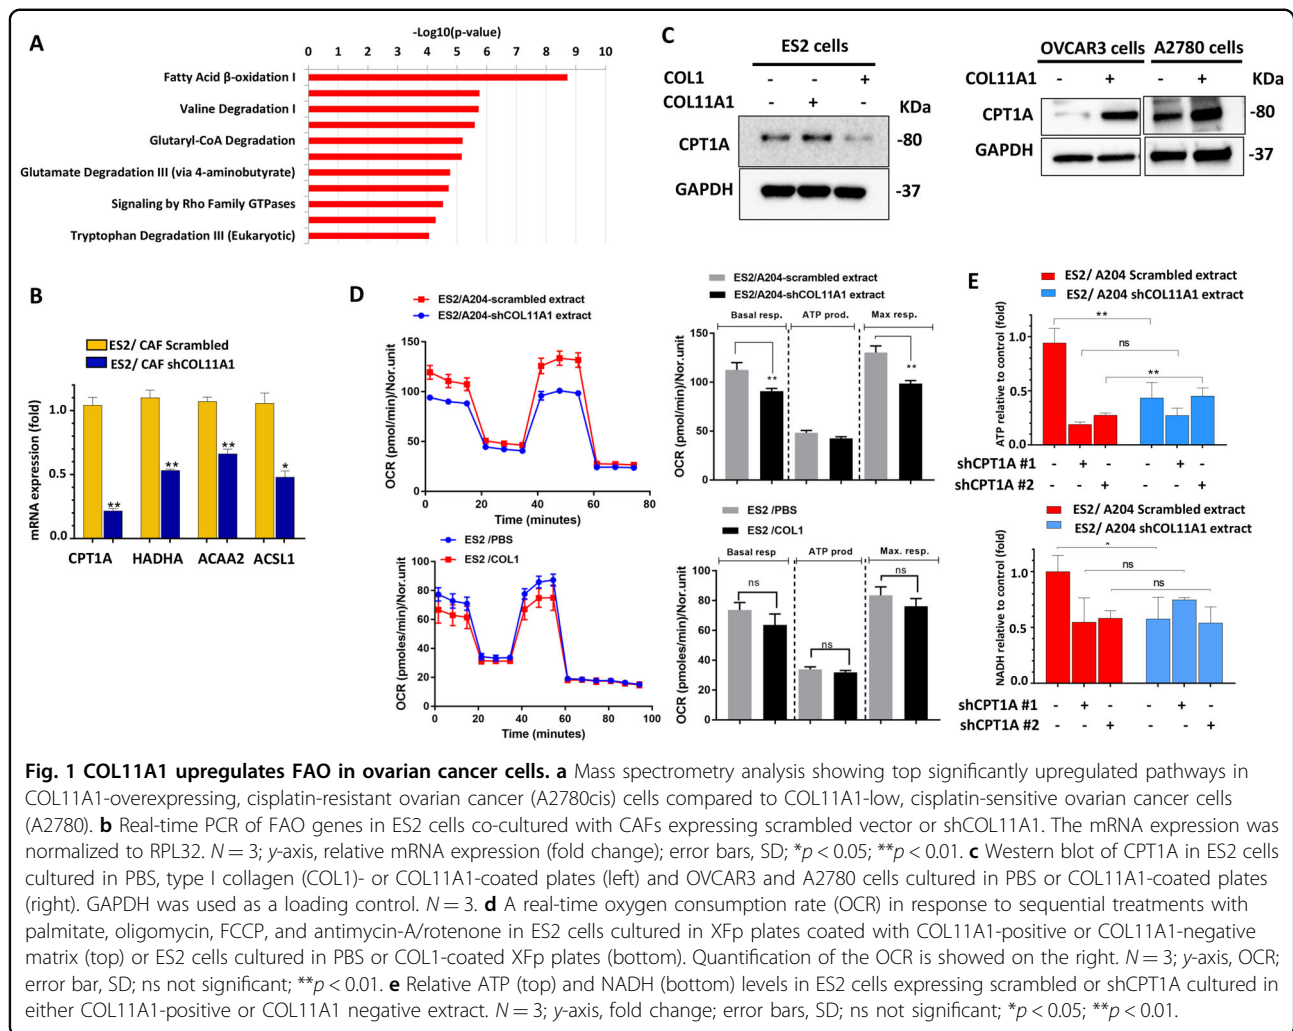 A
-Log10(p-value)
0 1 2 3 4 5 6 7 8 9 10
Fatty Acid β-oxidation I
Valine Degradation I
Glutaryl-CoA Degradation
Glutamate Degradation III (via 4-aminobutyrate)
Signaling by Rho Family GTPases
Tryptophan Degradation III (Eukaryotic)
B
ES2/ CAF Scrambled
ES2/ CAF shCOL11A1
mRNA expression (fold)
1.0
0.5
0.0
** ** ** *
CPT1A HADHA ACAA2 ACSL1
C
ES2 cells
COL1 - - +
COL11A1 - + -
KDa
CPT1A -80
GAPDH -37
OVCAR3 cells A2780 cells
COL11A1 - + - + KDa
CPT1A -80
GAPDH -37
D
ES2/A204-scrambled extract
ES2/A204-shCOL11A1 extract
OCR (pmol/min)/Nor.unit
150
100
50
0
0 20 40 60 80
Time (minutes)
ES2/A204-scrambled extract
ES2/A204-shCOL11A1 extract
Basal resp. ATP prod. Max resp.
OCR (pmol/min)/Nor.unit
150
100
50
0
** **
ES2 /PBS
ES2 /COL1
OCR (pmoles/min)/Nor.unit
100
80
60
40
20
0
0 20 40 60 80 100
Time (minutes)
ES2 /PBS
ES2 /COL1
Basal resp ATP prod Max. resp.
OCR (pmoles/min)/Nor.unit
100
80
60
40
20
0
ns ns ns
E
ES2/ A204 Scrambled extract
ES2/ A204 shCOL11A1 extract
ATP relative to control (fold)
1.0
0.5
0.0
**
ns
**
shCPT1A #1 - + - - + -
shCPT1A #2 - - + - - +
ES2/ A204 Scrambled extract
ES2/ A204 shCOL11A1 extract
NADH relative to control (fold)
1.0
0.5
0.0
*
ns
ns
shCPT1A #1 - + - - + -
shCPT1A #2 - - + - - +
Fig. 1 COL11A1 upregulates FAO in ovarian cancer cells. a Mass spectrometry analysis showing top significantly upregulated pathways in
COL11A1-overexpressing, cisplatin-resistant ovarian cancer (A2780cis) cells compared to COL11A1-low, cisplatin-sensitive ovarian cancer cells
(A2780). b Real-time PCR of FAO genes in ES2 cells co-cultured with CAFs expressing scrambled vector or shCOL11A1. The mRNA expression was
normalized to RPL32. N = 3; y-axis, relative mRNA expression (fold change); error bars, SD; *p < 0.05; **p < 0.01. c Western blot of CPT1A in ES2 cells
cultured in PBS, type I collagen (COL1)- or COL11A1-coated plates (left) and OVCAR3 and A2780 cells cultured in PBS or COL11A1-coated plates
(right). GAPDH was used as a loading control. N = 3. d A real-time oxygen consumption rate (OCR) in response to sequential treatments with
palmitate, oligomycin, FCCP, and antimycin-A/rotenone in ES2 cells cultured in XFp plates coated with COL11A1-positive or COL11A1-negative
matrix (top) or ES2 cells cultured in PBS or COL1-coated XFp plates (bottom). Quantification of the OCR is showed on the right. N = 3; y-axis, OCR;
error bar, SD; ns not significant; **p < 0.01. e Relative ATP (top) and NADH (bottom) levels in ES2 cells expressing scrambled or shCPT1A cultured in
either COL11A1-positive or COL11A1 negative extract. N = 3; y-axis, fold change; error bars, SD; ns not significant; *p < 0.05; **p < 0.01.